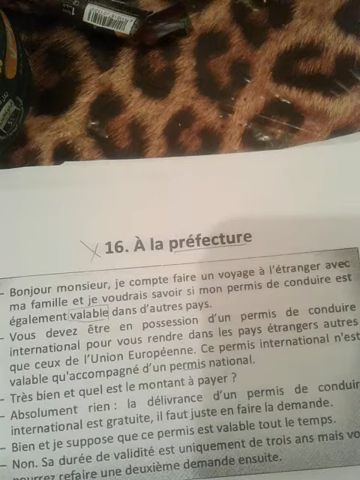 16. À la préfecture
– Bonjour monsieur, je compte faire un voyage à l'étranger avec
ma famille et je voudrais savoir si mon permis de conduire est
également valable dans d'autres pays.
– Vous devez être en possession d'un permis de conduire
international pour vous rendre dans les pays étrangers autres
que ceux de l'Union Européenne. Ce permis international n'est
valable qu'accompagné d'un permis national.
– Très bien et quel est le montant à payer ?
– Absolument rien : la délivrance d'un permis de conduir
international est gratuite, il faut juste en faire la demande.
– Bien et je suppose que ce permis est valable tout le temps.
– Non. Sa durée de validité est uniquement de trois ans mais vo
pourrez refaire une deuxième demande ensuite.